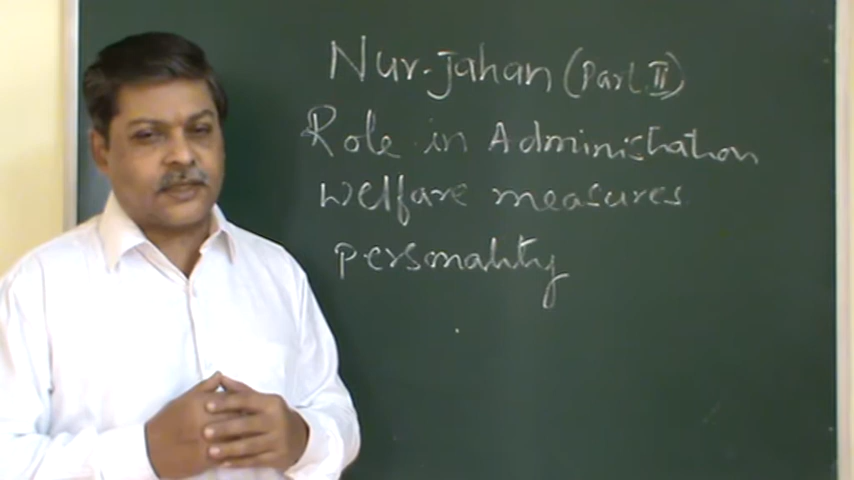 Nur-Jahan (Part II)
Role in Administration
Welfare measures
personality